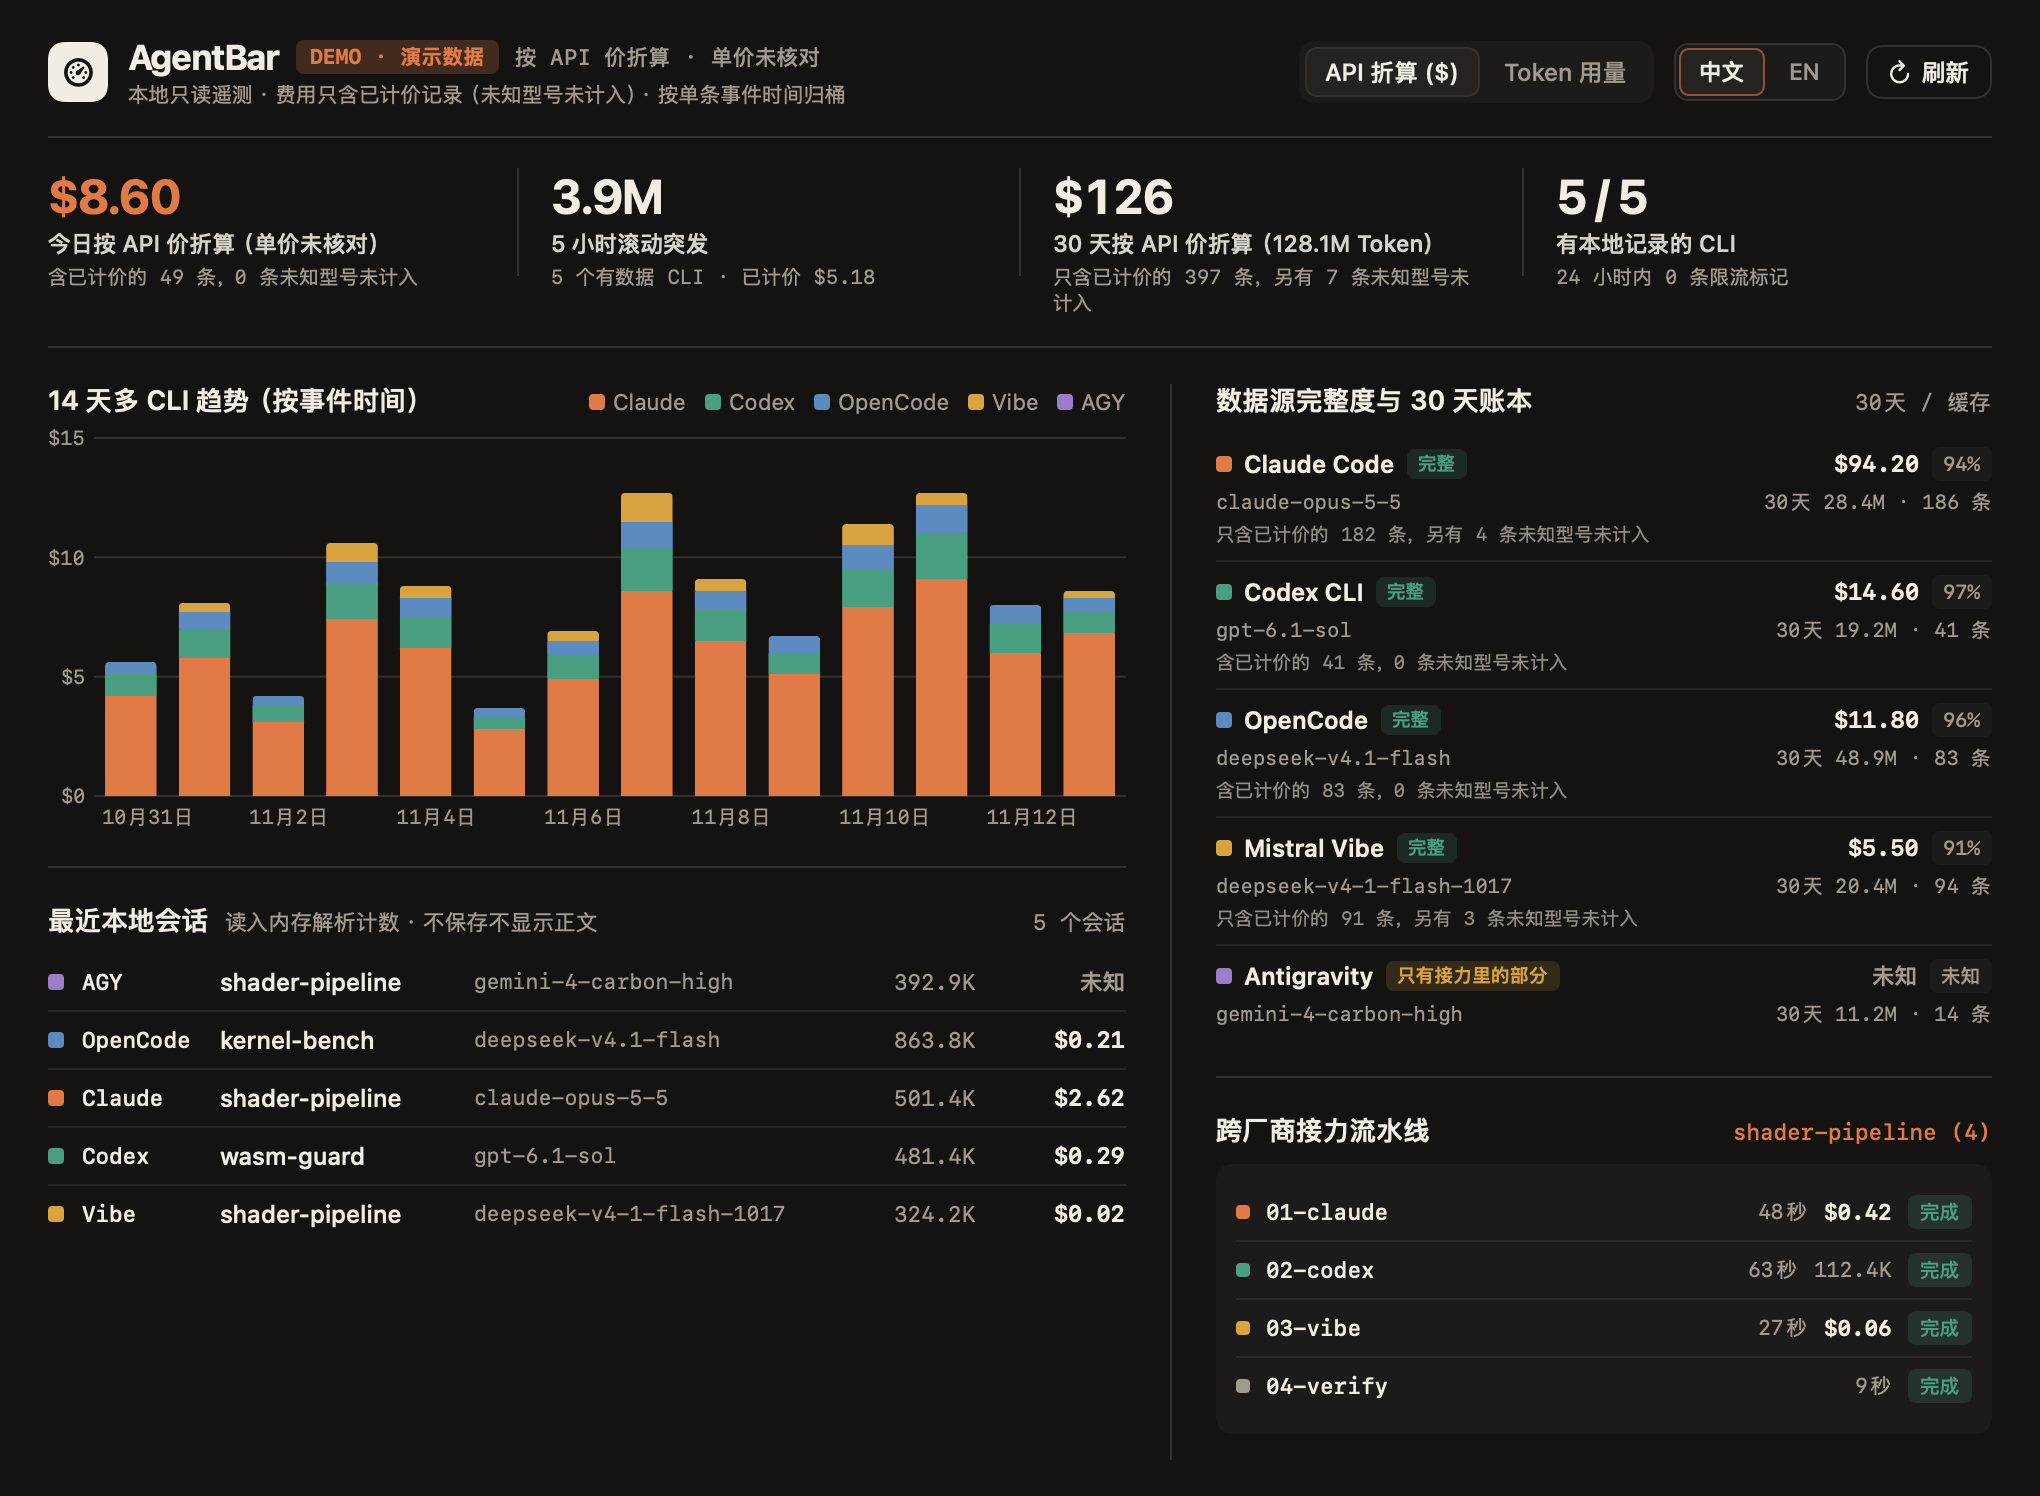 AgentBar DEMO · 演示数据 按 API 价折算 · 单价未核对
本地只读遥测 · 费用只含已计价记录 (未知型号未计入) · 按单条事件时间归桶
API 折算 ($) Token 用量 中文 EN 刷新
$8.60
今日按 API 价折算 (单价未核对)
含已计价的 49 条, 0 条未知型号未计入
3.9M
5 小时滚动突发
5 个有数据 CLI · 已计价 $5.18
$126
30 天按 API 价折算 (128.1M Token)
只含已计价的 397 条, 另有 7 条未知型号未
计入
5/5
有本地记录的 CLI
24 小时内 0 条限流标记
14 天多 CLI 趋势 (按事件时间)
Claude Codex OpenCode Vibe AGY
$15
$10
$5
$0
10月31日 11月2日 11月4日 11月6日 11月8日 11月10日 11月12日
最近本地会话 读入内存解析计数 · 不保存不显示正文 5 个会话
AGY shader-pipeline gemini-4-carbon-high 392.9K 未知
OpenCode kernel-bench deepseek-v4.1-flash 863.8K $0.21
Claude shader-pipeline claude-opus-5-5 501.4K $2.62
Codex wasm-guard gpt-6.1-sol 481.4K $0.29
Vibe shader-pipeline deepseek-v4-1-flash-1017 324.2K $0.02
数据源完整度与 30 天账本 30天 / 缓存
Claude Code 完整 $94.20 94%
claude-opus-5-5 30天 28.4M · 186 条
只含已计价的 182 条, 另有 4 条未知型号未计入
Codex CLI 完整 $14.60 97%
gpt-6.1-sol 30天 19.2M · 41 条
含已计价的 41 条, 0 条未知型号未计入
OpenCode 完整 $11.80 96%
deepseek-v4.1-flash 30天 48.9M · 83 条
含已计价的 83 条, 0 条未知型号未计入
Mistral Vibe 完整 $5.50 91%
deepseek-v4-1-flash-1017 30天 20.4M · 94 条
只含已计价的 91 条, 另有 3 条未知型号未计入
Antigravity 只有接力里的部分 未知 未知
gemini-4-carbon-high 30天 11.2M · 14 条
跨厂商接力流水线 shader-pipeline (4)
01-claude 48秒 $0.42 完成
02-codex 63秒 112.4K 完成
03-vibe 27秒 $0.06 完成
04-verify 9秒 完成